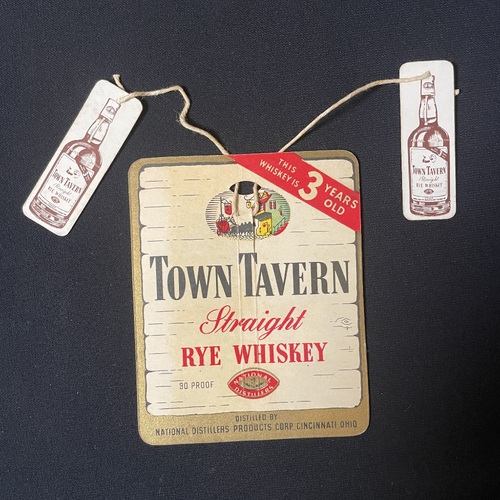 TOWN TAVERN
Straight
RYE WHISKEY
TOWN TAVERN
Straight
RYE WHISKEY
THIS
WHISKEY IS
3 YEARS
OLD
TOWN TAVERN
Straight
RYE WHISKEY
90 PROOF
NATIONAL
DISTILLERS
DISTILLED BY
NATIONAL DISTILLERS PRODUCTS CORP. CINCINNATI OHIO